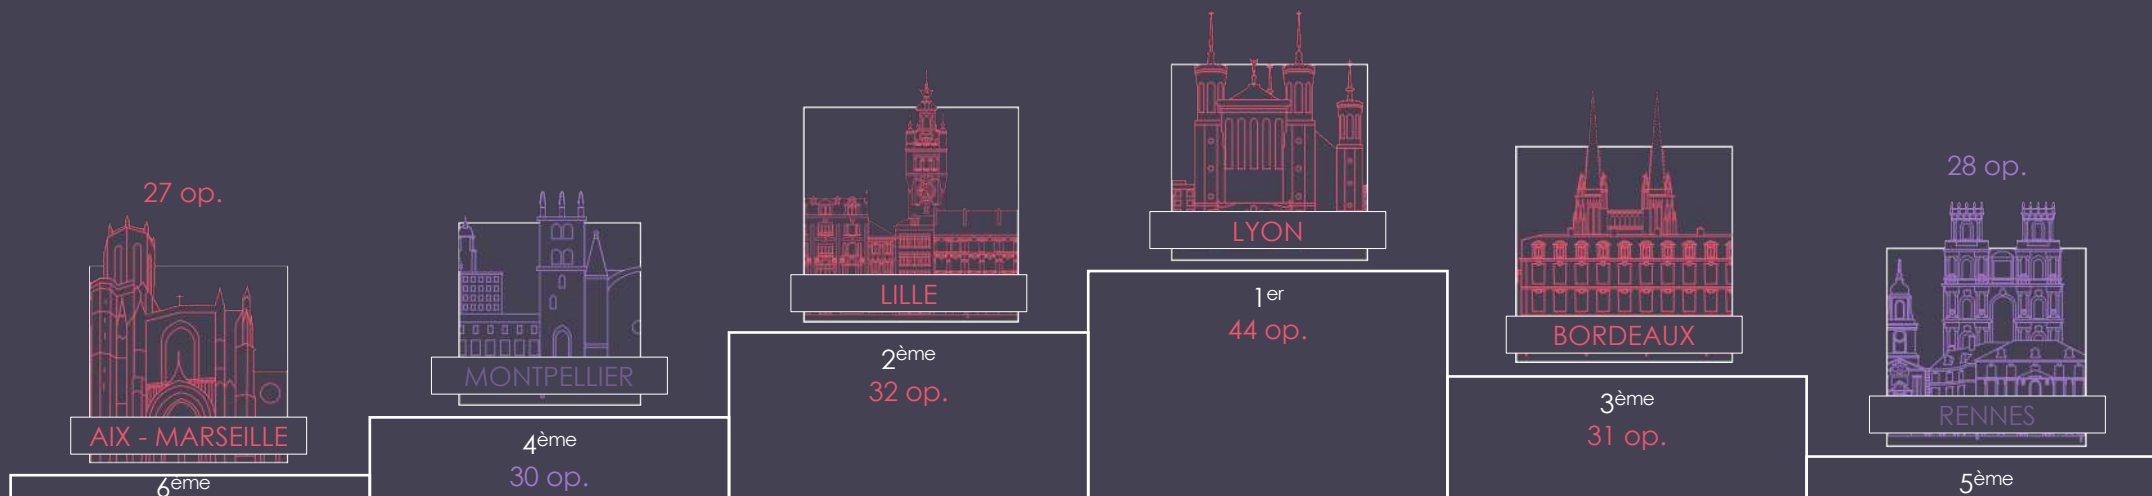 27 op.
AIX - MARSEILLE
6ème
MONTPELLIER
4ème
30 op.
LILLE
2ème
32 op.
LYON
1er
44 op.
BORDEAUX
3ème
31 op.
28 op.
RENNES
5ème